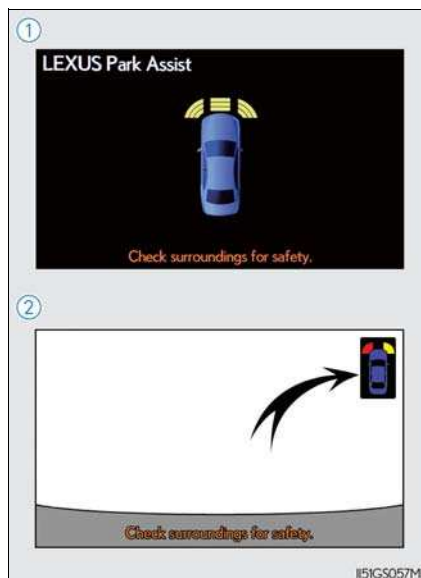 ①
LEXUS Park Assist
Check surroundings for safety.
②
Check surroundings for safety.
II51GS057M